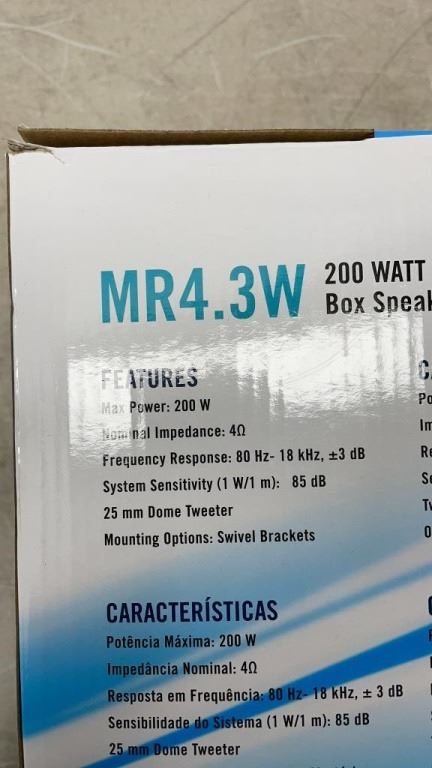 MR4.3W
200 WATT
Box Speak
FEATURES
Max Power: 200 W
Nominal Impedance: 4Ω
Frequency Response: 80 Hz- 18 kHz, ±3 dB
System Sensitivity (1 W/1 m): 85 dB
25 mm Dome Tweeter
Mounting Options: Swivel Brackets
CARACTERÍSTICAS
Potência Máxima: 200 W
Impedância Nominal: 4Ω
Resposta em Frequência: 80 Hz- 18 kHz, ± 3 dB
Sensibilidade do Sistema (1 W/1 m): 85 dB
25 mm Dome Tweeter